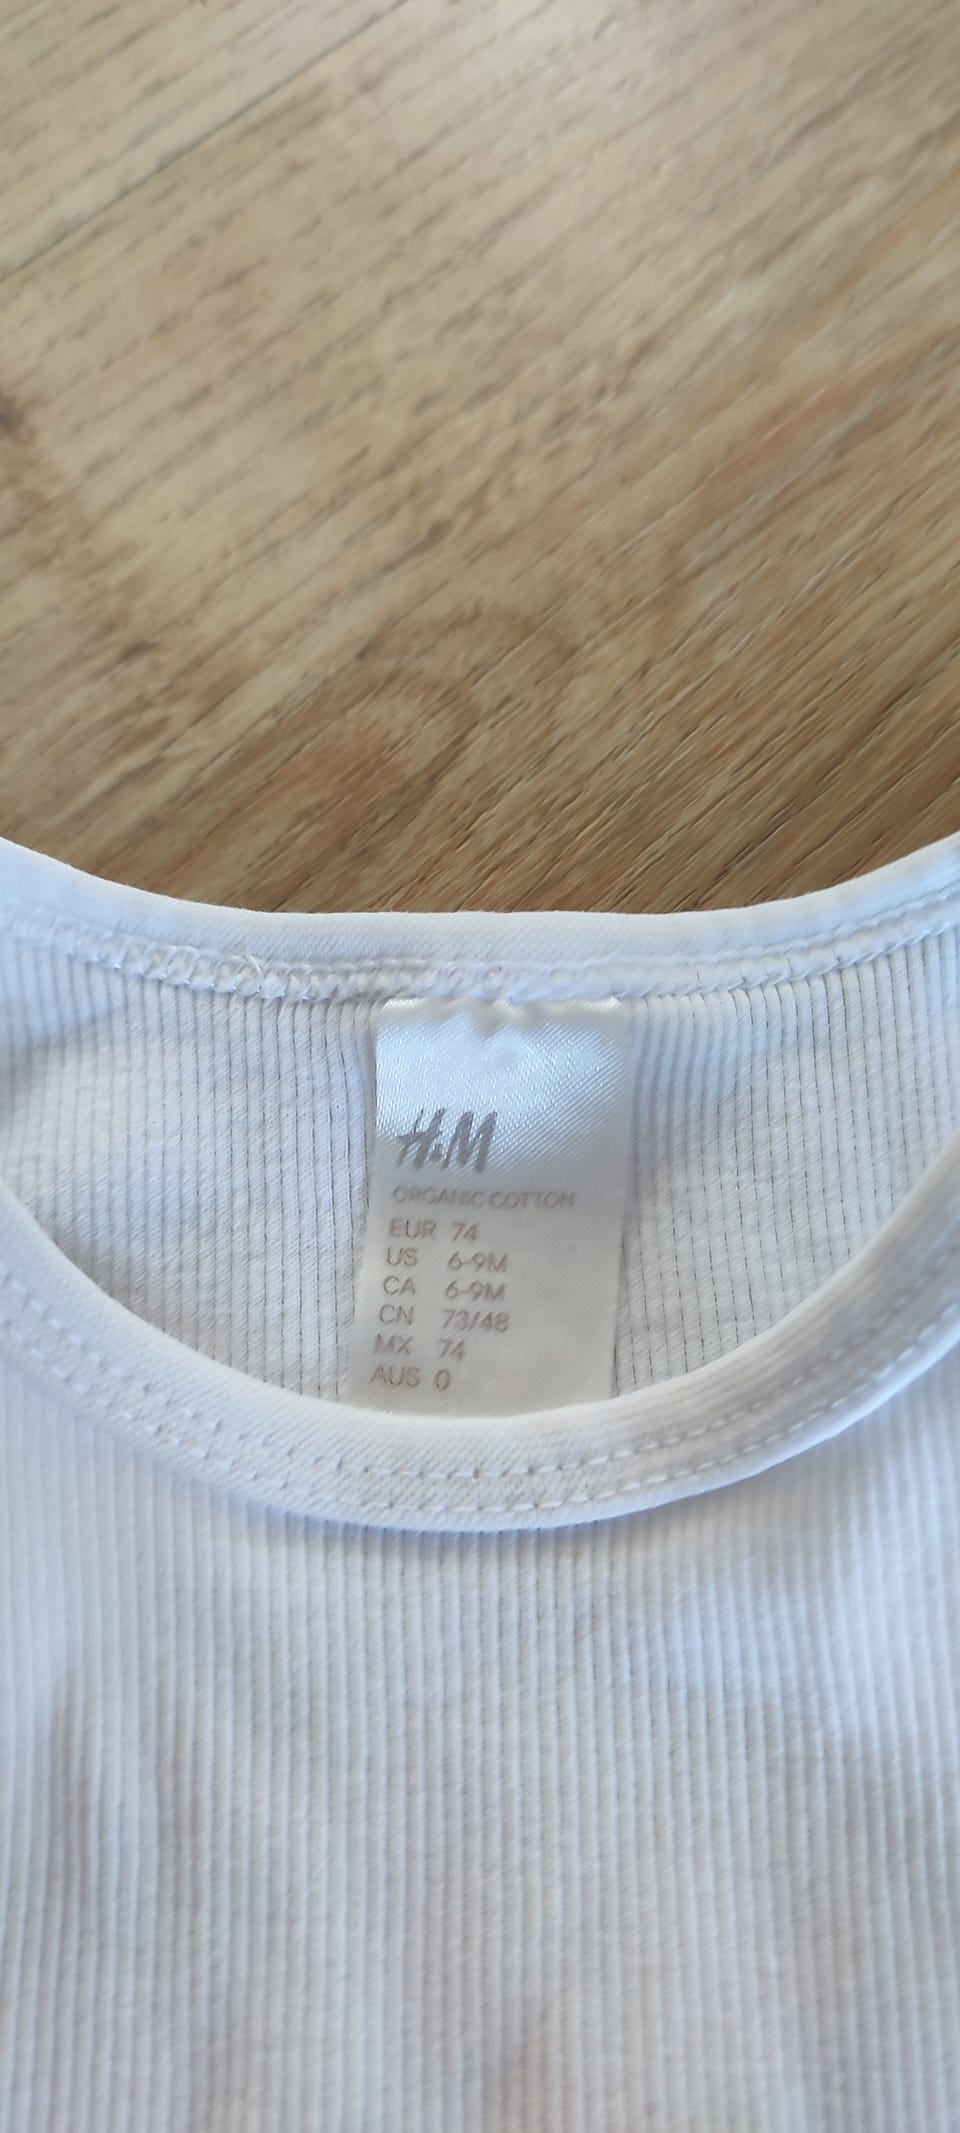 H&M
ORGANIC COTTON
EUR 74
US 6-9M
CA 6-9M
CN 73/48
MX 74
AUS 0